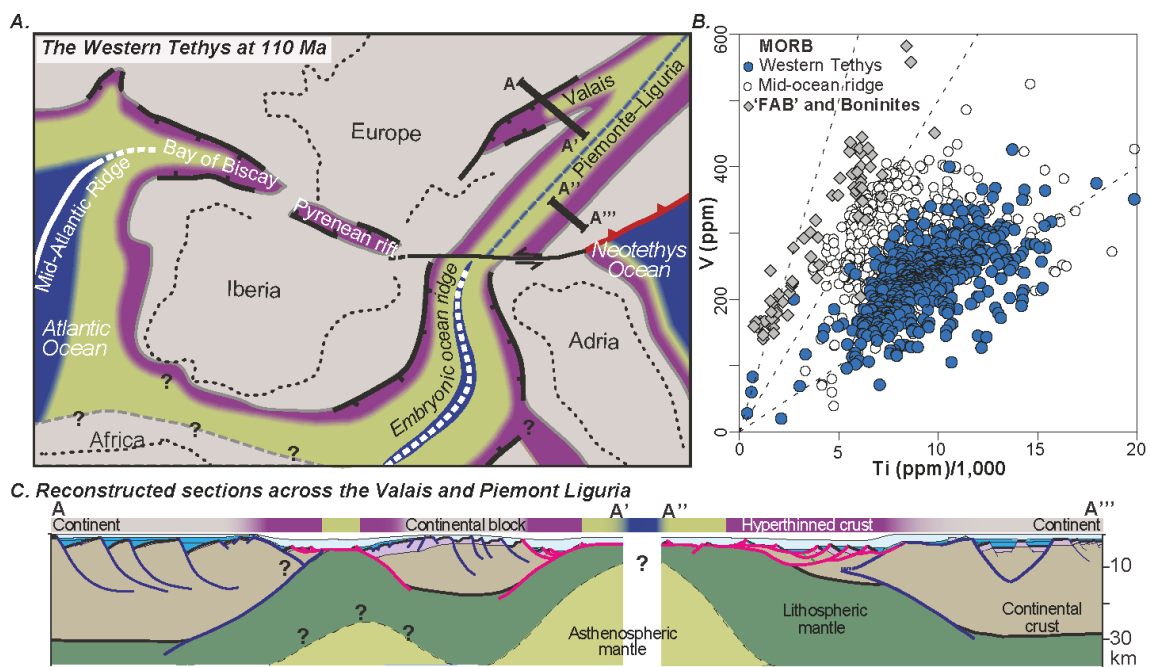 A.
The Western Tethys at 110 Ma
A
Valais
Europe
A'
Piemonte–Liguria
Bay of Biscay
Mid-Atlantic Ridge
A''
A'''
Pyrenean rift
Neotethys
Ocean
Iberia
Embryonic ocean ridge
Adria
Atlantic
Ocean
?
?
?
?
Africa
B.
600
400
200
0
V (ppm)
MORB
Western Tethys
Mid-ocean ridge
'FAB' and Boninites
0 5 10 15 20
Ti (ppm)/1,000
C. Reconstructed sections across the Valais and Piemont Liguria
A A' A'' A'''
Continent Continental block Hyperthinned crust Continent
?
?
?
?
?
Asthenospheric
mantle
Lithospheric
mantle
Continental
crust
10
30
km